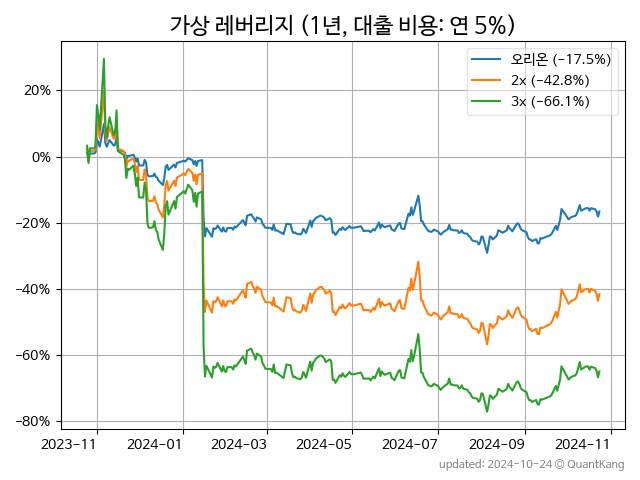 가상 레버리지 (1년, 대출 비용: 연 5%)
오리온 (−17.5%)
2x (−42.8%)
3x (−66.1%)
20%
0%
−20%
−40%
−60%
−80%
2023−11 2024−01 2024−03 2024−05 2024−07 2024−09 2024−11
updated: 2024-10-24 © QuantKang